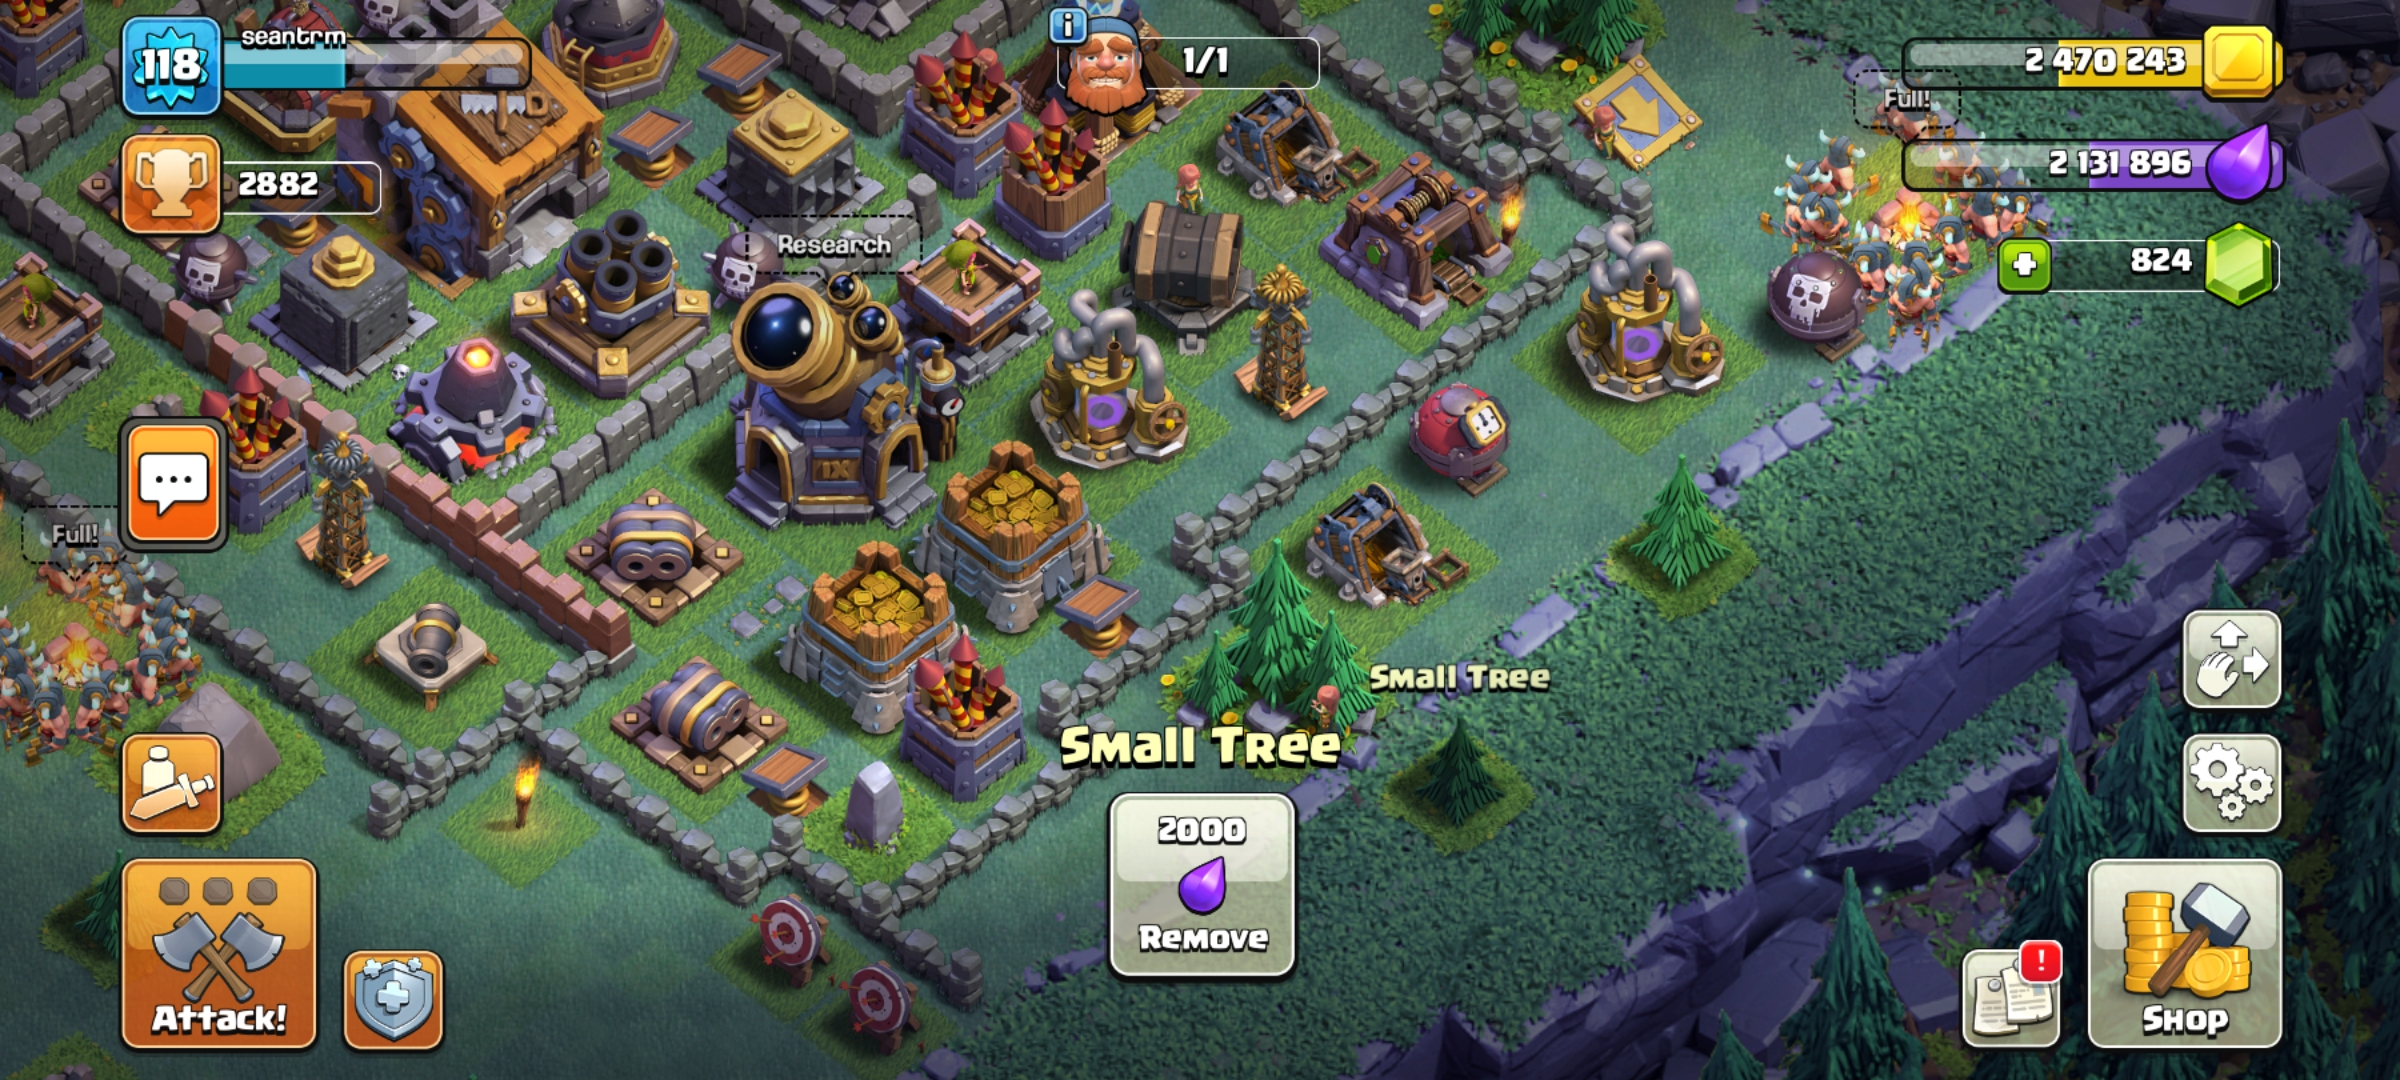 118
seantrm
1/1
2 470 243
Full!
2882
2 131 896
Research
824
Full!
IX
Small Tree
Small Tree
2000
Remove
Attack!
!
Shop